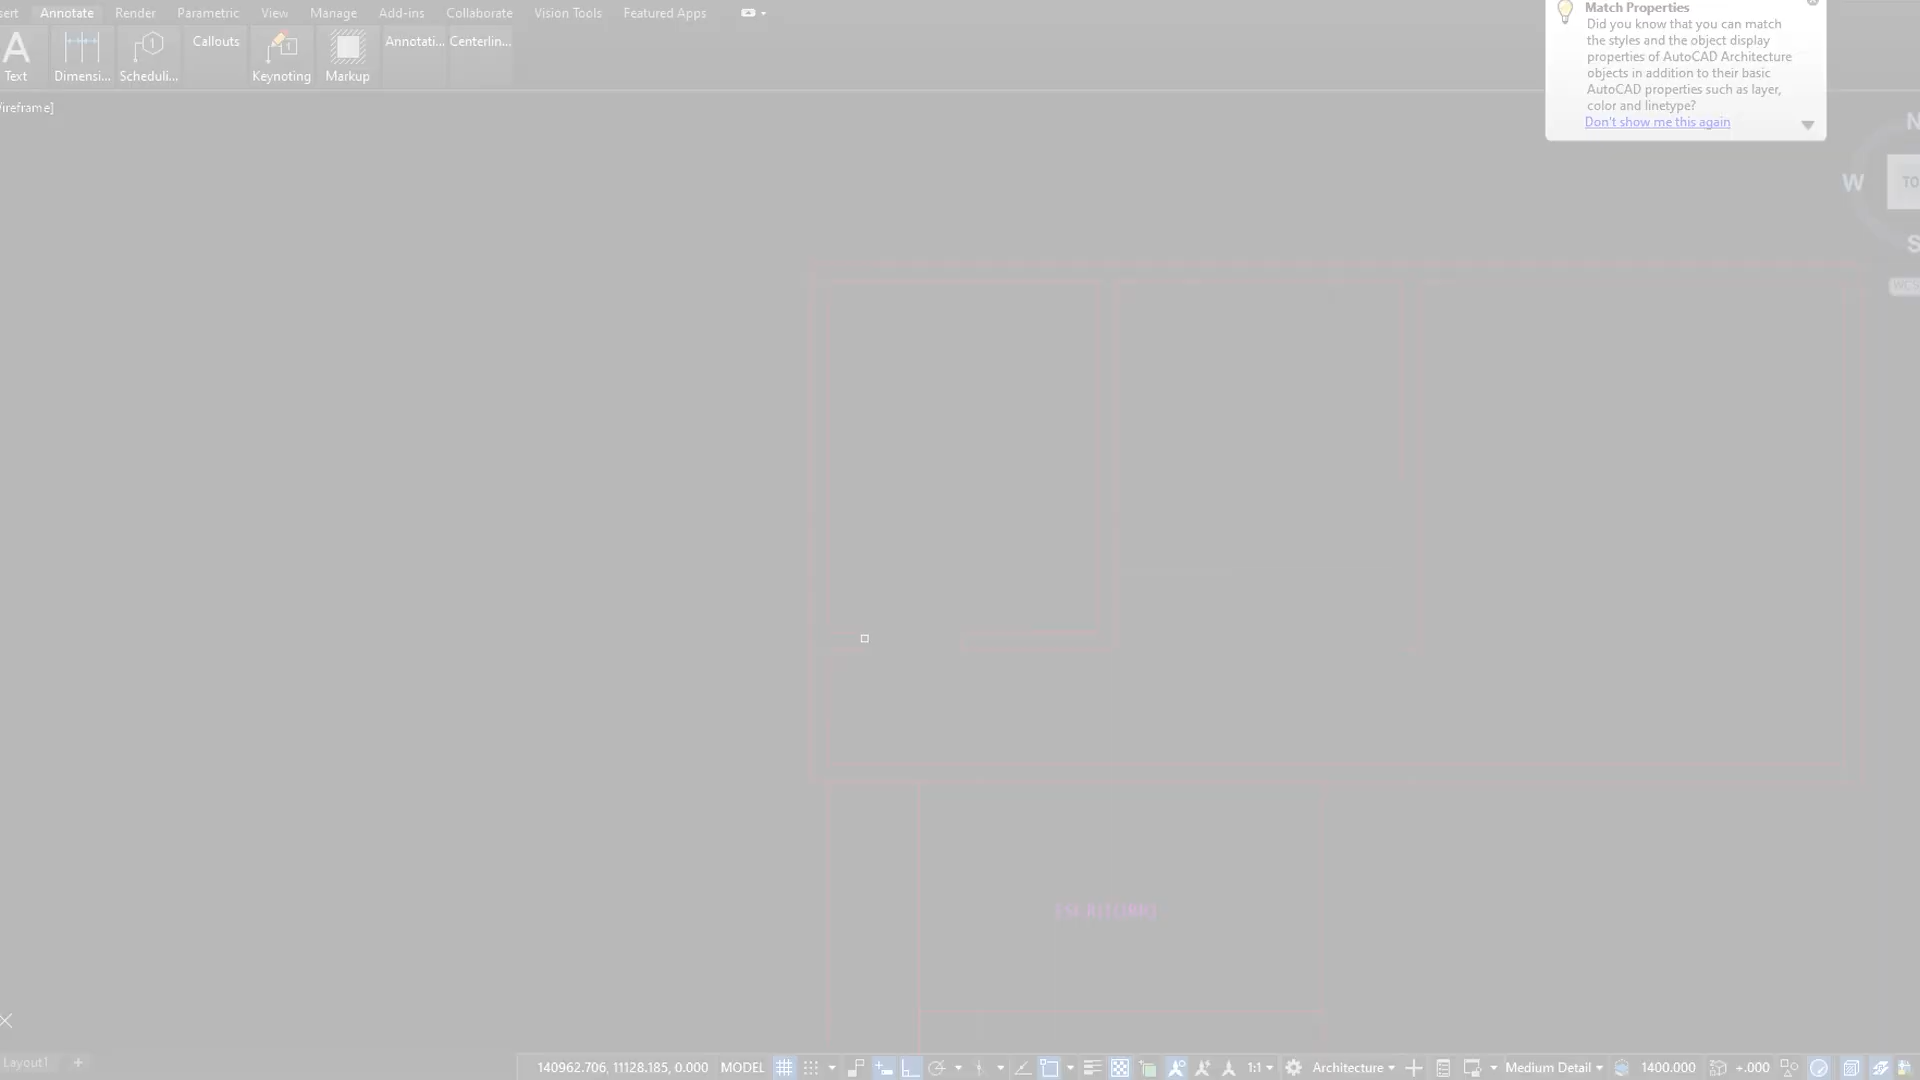 sert Annotate Render Parametric View Manage Add-ins Collaborate Vision Tools Featured Apps
Text Dimensi... Scheduli... Callouts Keynoting Markup Annotati... Centerlin...
Match Properties
Did you know that you can match
the styles and the object display
properties of AutoCAD Architecture
objects in addition to their basic
AutoCAD properties such as layer,
color and linetype?
Don't show me this again
ireframe]
N
W
TO
S
WCS
Layout1 +
140962.706, 11128.185, 0.000 MODEL 1:1 Architecture Medium Detail 1400.000 +.000